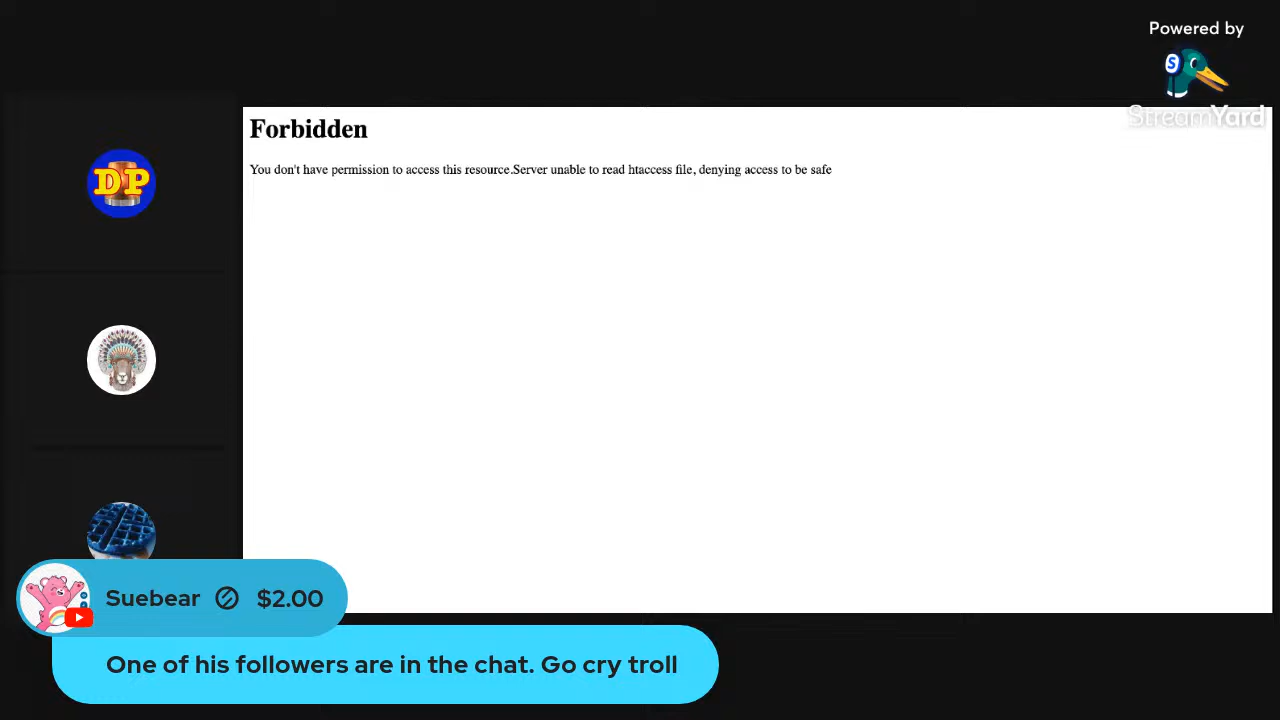 Powered by
S
StreamYard
Forbidden
You don't have permission to access this resource.Server unable to read htaccess file, denying access to be safe
DP
Suebear $2.00
One of his followers are in the chat. Go cry troll